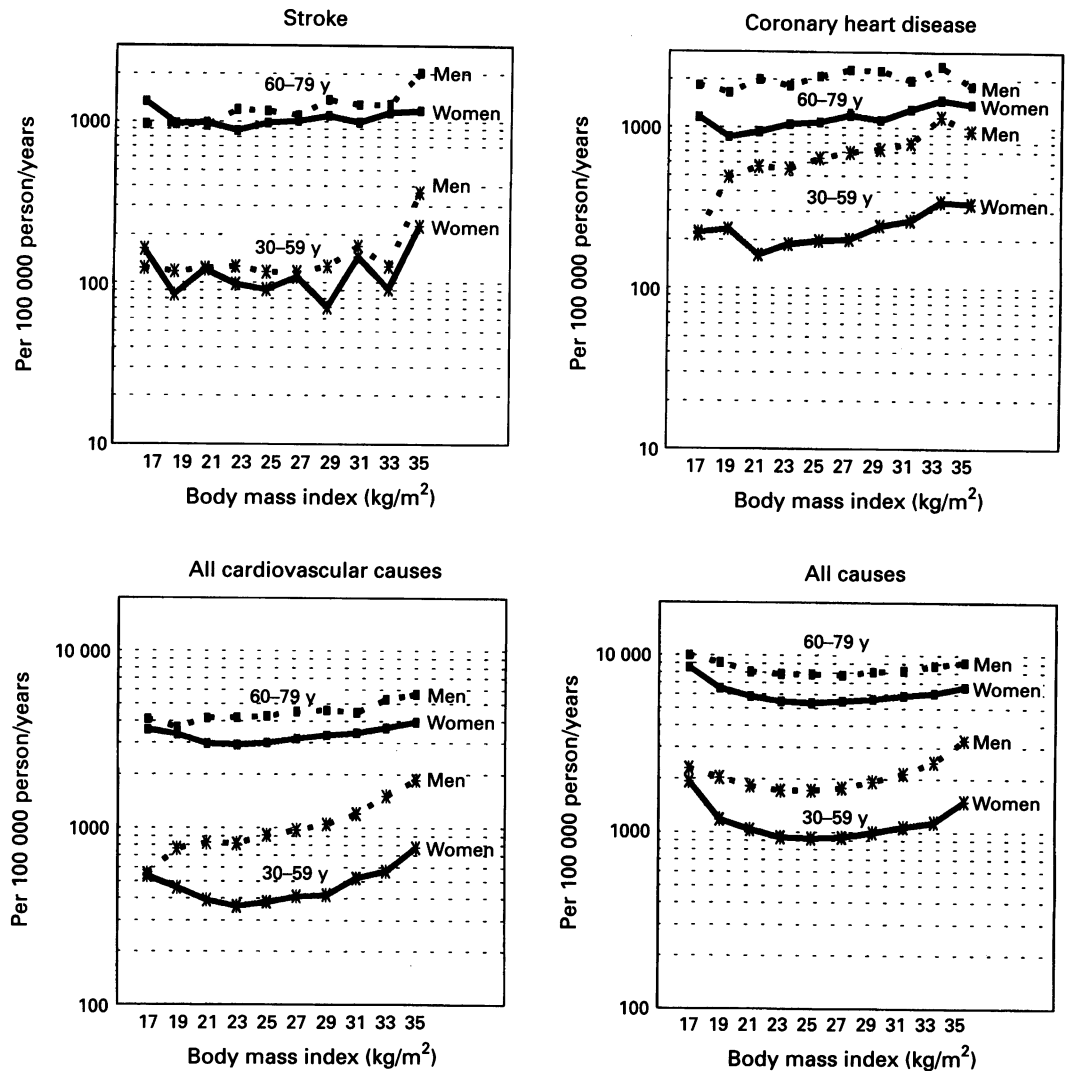 Stroke
Per 100 000 person/years
1000
100
10
60–79 y
Men
Women
30–59 y
Men
Women
17 19 21 23 25 27 29 31 33 35
Body mass index (kg/m²)
Coronary heart disease
Per 100 000 person/years
1000
100
10
60–79 y
Men
Women
Men
30–59 y
Women
17 19 21 23 25 27 29 31 33 35
Body mass index (kg/m²)
All cardiovascular causes
Per 100 000 person/years
10 000
1000
100
60–79 y
Men
Women
Men
30–59 y
Women
17 19 21 23 25 27 29 31 33 35
Body mass index (kg/m²)
All causes
Per 100 000 person/years
10 000
1000
100
60–79 y
Men
Women
Men
30–59 y
Women
17 19 21 23 25 27 29 31 33 35
Body mass index (kg/m²)